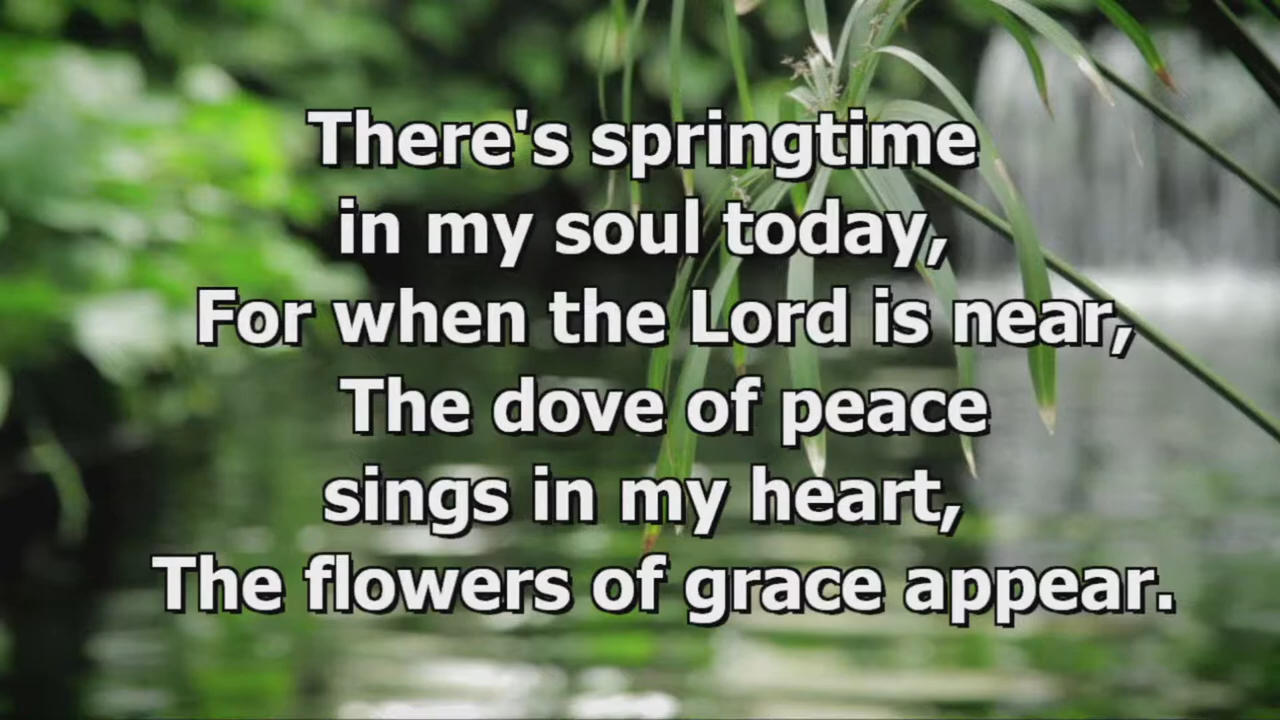 There's springtime
in my soul today,
For when the Lord is near,
The dove of peace
sings in my heart,
The flowers of grace appear.